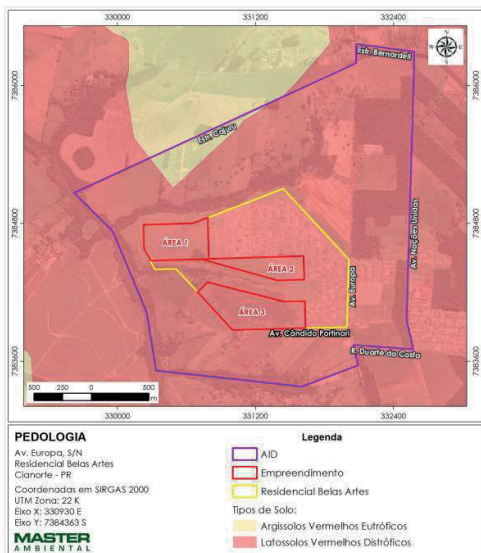 330000 331200 332400
7386000
7384800
7383600
Estr. Bernardeli
N
W E
S
Estr. Cajuru
Av. Nações Unidas
ÁREA 1
ÁREA 2
Av. Europa
ÁREA 3
Av. Cândido Portinari
R. Duarte da Costa
500 250 0 500
m
330000 331200 332400
PEDOLOGIA
Av. Europa, S/N
Residencial Belas Artes
Cianorte - PR
Coordenadas em SIRGAS 2000
UTM Zona: 22 K
Eixo X: 330930 E
Eixo Y: 7384363 S
MASTER
AMBIENTAL
Legenda
AID
Empreendimento
Residencial Belas Artes
Tipos de Solo:
Argissolos Vermelhos Eutróficos
Latossolos Vermelhos Distróficos